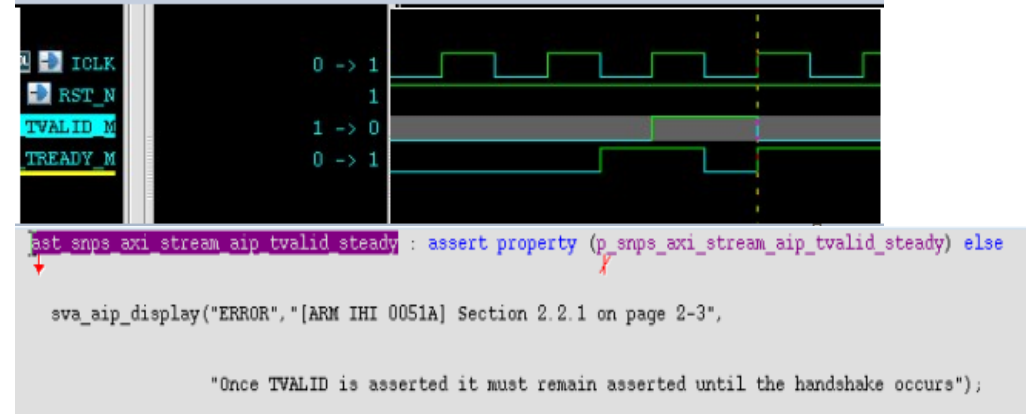 ICLK 0 -> 1
RST_N 1
TVALID_M 1 -> 0
TREADY_M 0 -> 1
ast_snps_axi_stream_aip_tvalid_steady : assert property (p_snps_axi_stream_aip_tvalid_steady) else
sva_aip_display("ERROR","[ARM IHI 0051A] Section 2.2.1 on page 2-3",
"Once TVALID is asserted it must remain asserted until the handshake occurs");